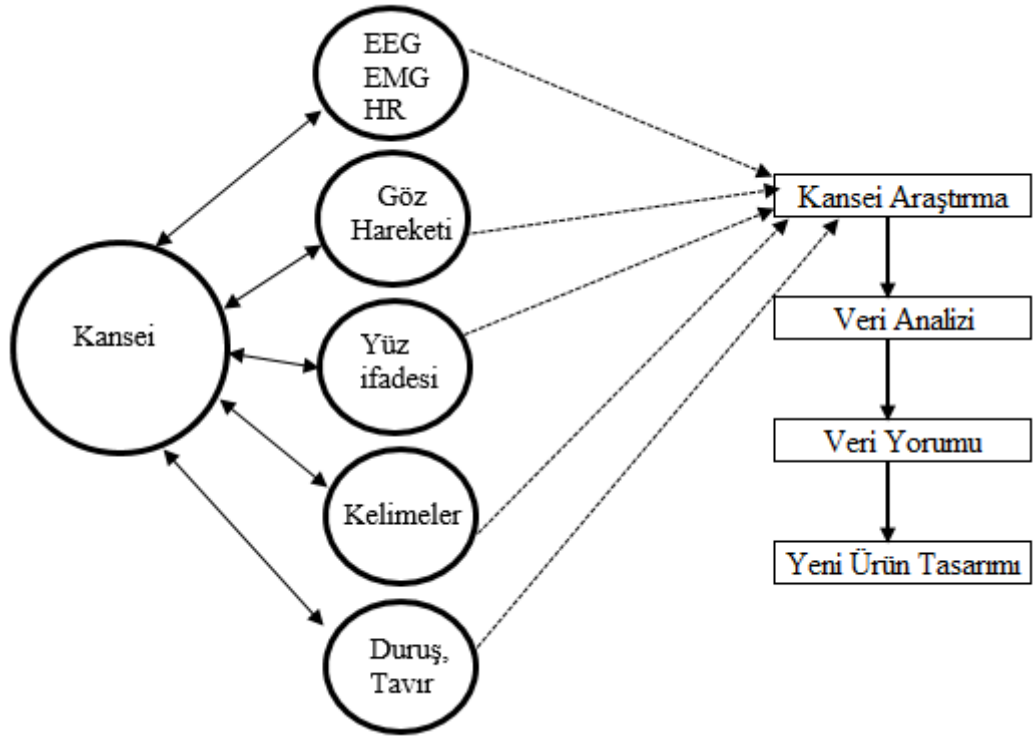 EEG
EMG
HR
Göz
Hareketi
Kansei
Yüz
ifadesi
Kelimeler
Duruş,
Tavır
Kansei Araştırma
Veri Analizi
Veri Yorumu
Yeni Ürün Tasarımı